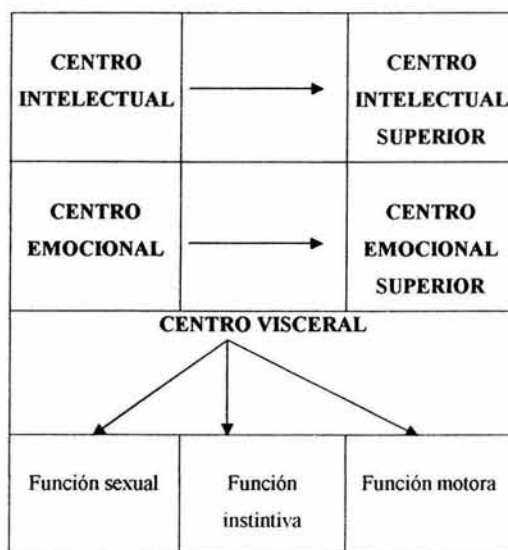 CENTRO
INTELECTUAL
CENTRO
INTELECTUAL
SUPERIOR
CENTRO
EMOCIONAL
CENTRO
EMOCIONAL
SUPERIOR
CENTRO VISCERAL
Función sexual
Función
instintiva
Función motora